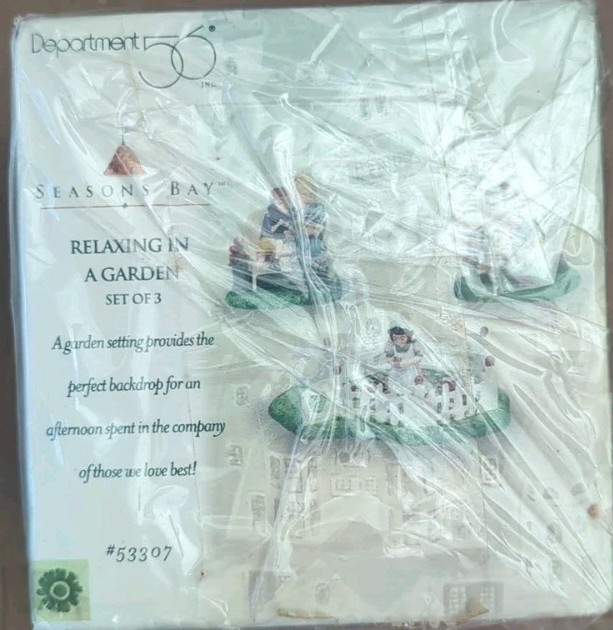 Department 56®
INC.
SEASONS BAY™
RELAXING IN
A GARDEN
SET OF 3
A garden setting provides the
perfect backdrop for an
afternoon spent in the company
of those we love best!
#53307